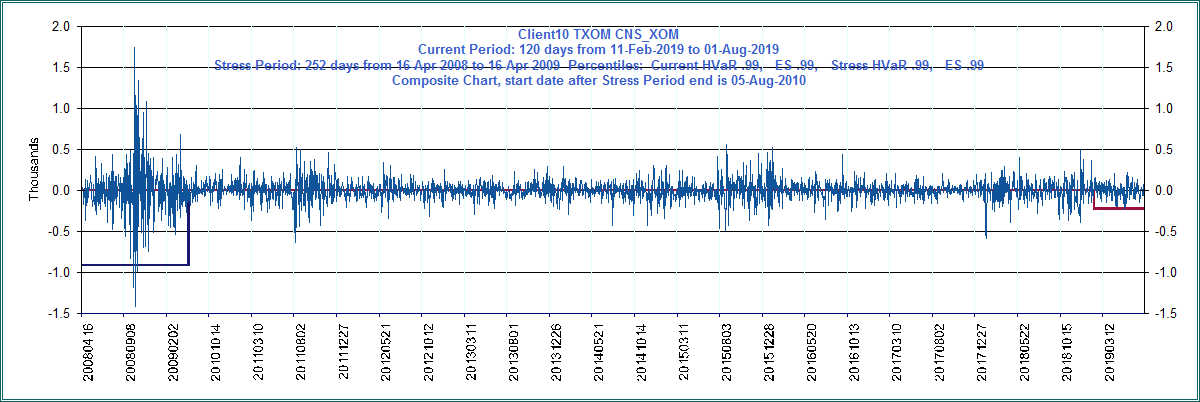 Client10 TXOM CNS_XOM
Current Period: 120 days from 11-Feb-2019 to 01-Aug-2019
Stress Period: 252 days from 16 Apr 2008 to 16 Apr 2009 Percentiles: Current HVaR .99, ES .99, Stress HVaR .99, ES .99
Composite Chart, start date after Stress Period end is 05-Aug-2010
2.0 2.0
1.5 1.5
1.0 1.0
0.5 0.5
0.0 0.0
-0.5 -0.5
-1.0 -1.0
-1.5 -1.5
Thousands
20080416 20080908 20090202 20101014 20110310 20110802 20111227 20120521 20121012 20130311 20130801 20131226 20140521 20141014 20150311 20150803 20151228 20160520 20161013 20170310 20170802 20171227 20180522 20181015 20190312